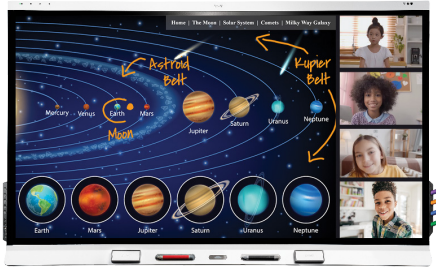 Home | The Moon | Solar System | Comets | Milky Way Galaxy
Astroid
Belt
Kupier
Belt
Mercury
Venus
Earth
Mars
Jupiter
Saturn
Uranus
Neptune
Moon
Earth
Mars
Jupiter
Saturn
Uranus
Neptune